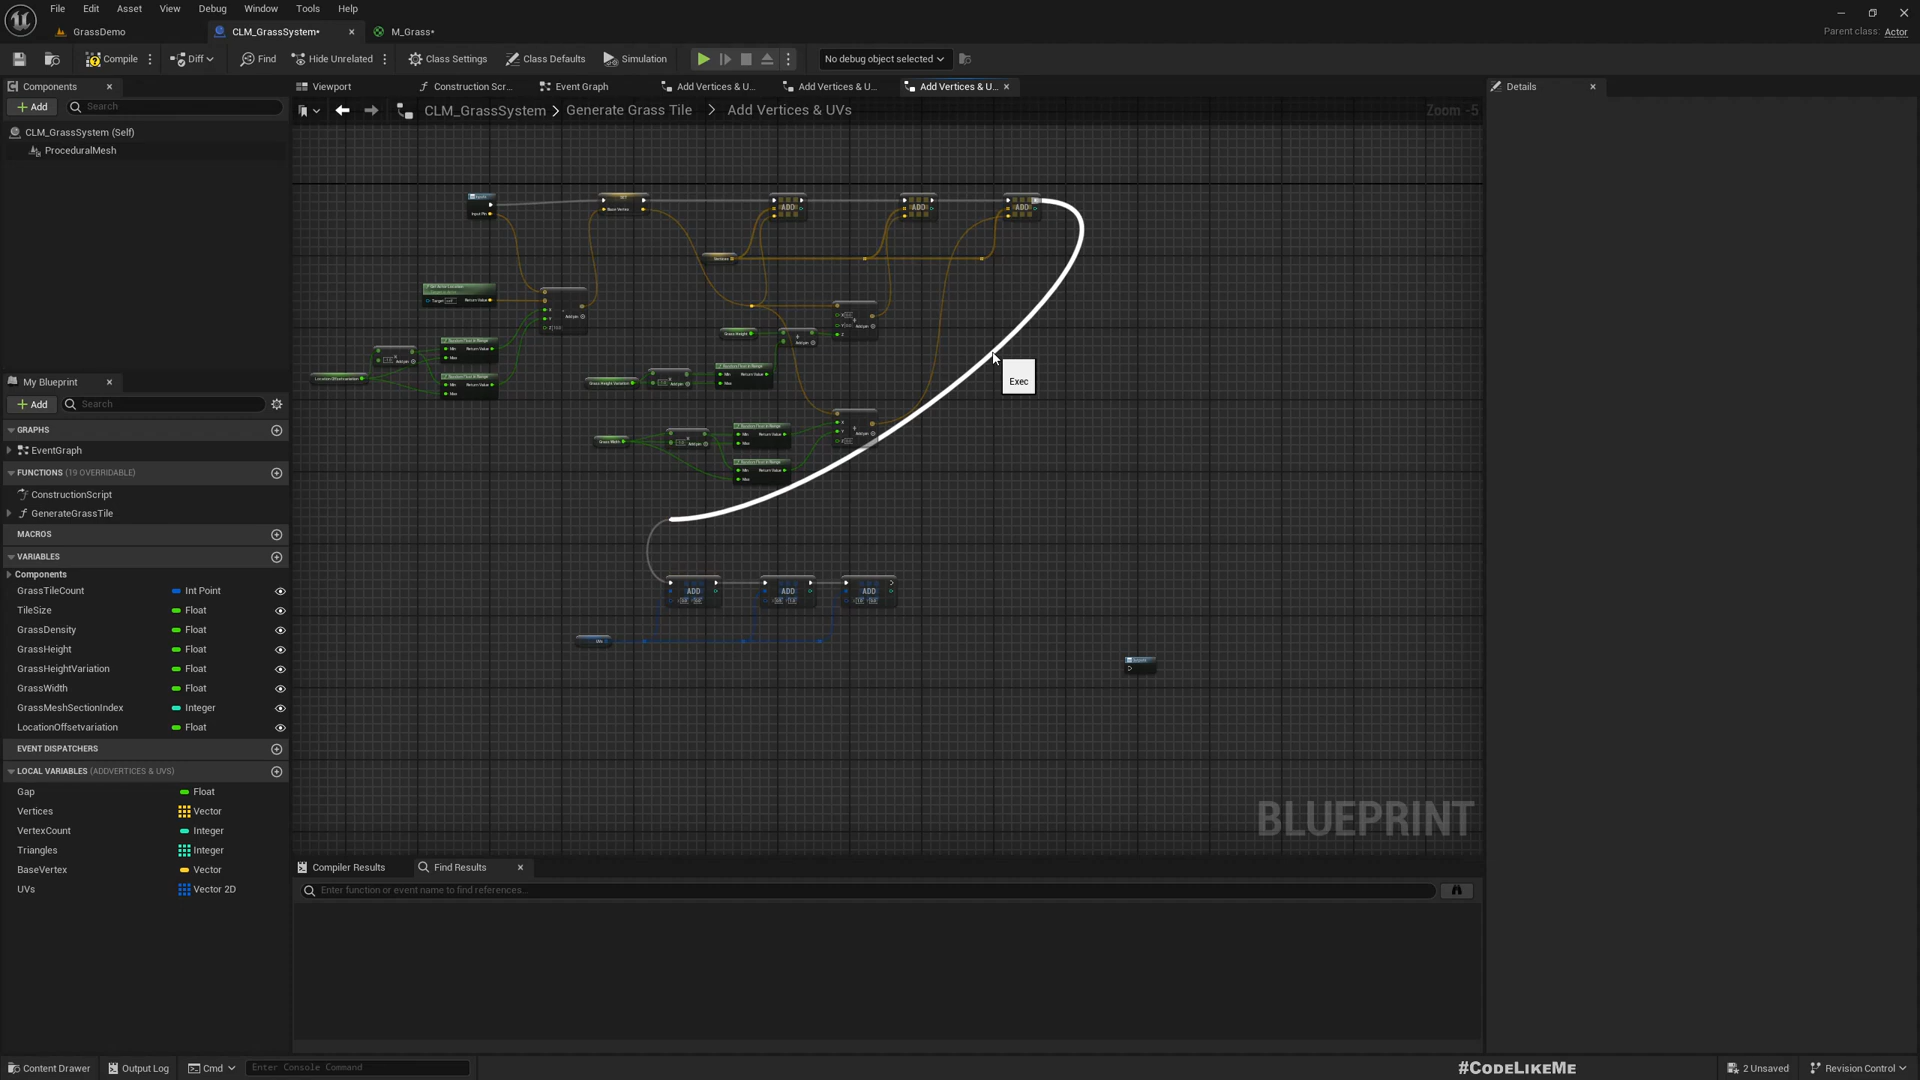 File Edit Asset View Debug Window Tools Help
GrassDemo CLM_GrassSystem* M_Grass*
Parent class: Actor
Compile Diff Find Hide Unrelated Class Settings Class Defaults Simulation No debug object selected
Components
Viewport Construction Scr... Event Graph Add Vertices & U... Add Vertices & U... Add Vertices & U...
Details
Add Search
CLM_GrassSystem > Generate Grass Tile > Add Vertices & UVs
Zoom -5
CLM_GrassSystem (Self)
ProceduralMesh
ADD ADD ADD
Exec
My Blueprint
Add Search
GRAPHS
EventGraph
FUNCTIONS (19 OVERRIDABLE)
ConstructionScript
GenerateGrassTile
MACROS
VARIABLES
Components
GrassTileCount Int Point
TileSize Float
GrassDensity Float
GrassHeight Float
GrassHeightVariation Float
GrassWidth Float
GrassMeshSectionIndex Integer
LocationOffsetvariation Float
EVENT DISPATCHERS
LOCAL VARIABLES (ADDVERTICES & UVS)
Gap Float
Vertices Vector
VertexCount Integer
Triangles Integer
BaseVertex Vector
UVs Vector 2D
ADD ADD ADD
BLUEPRINT
Compiler Results Find Results
Enter function or event name to find references...
Content Drawer Output Log Cmd Enter Console Command
#CODELIKEME
2 Unsaved Revision Control